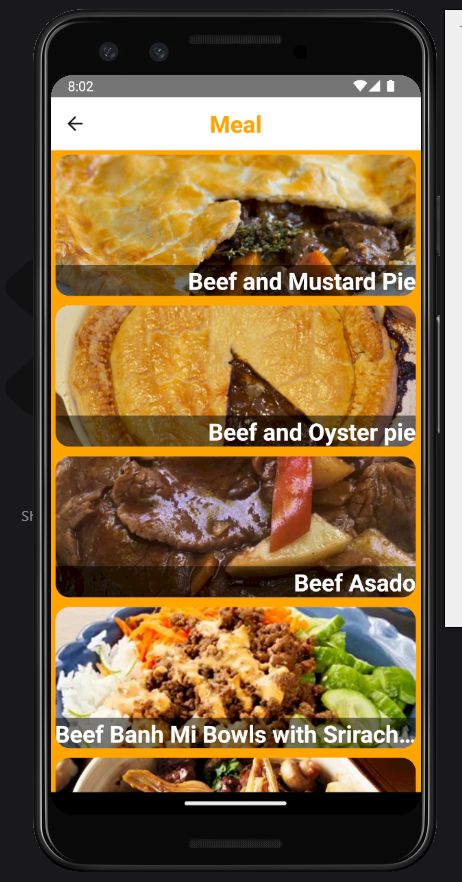 8:02
Meal
Beef and Mustard Pie
Beef and Oyster pie
Beef Asado
Beef Banh Mi Bowls with Srirach...